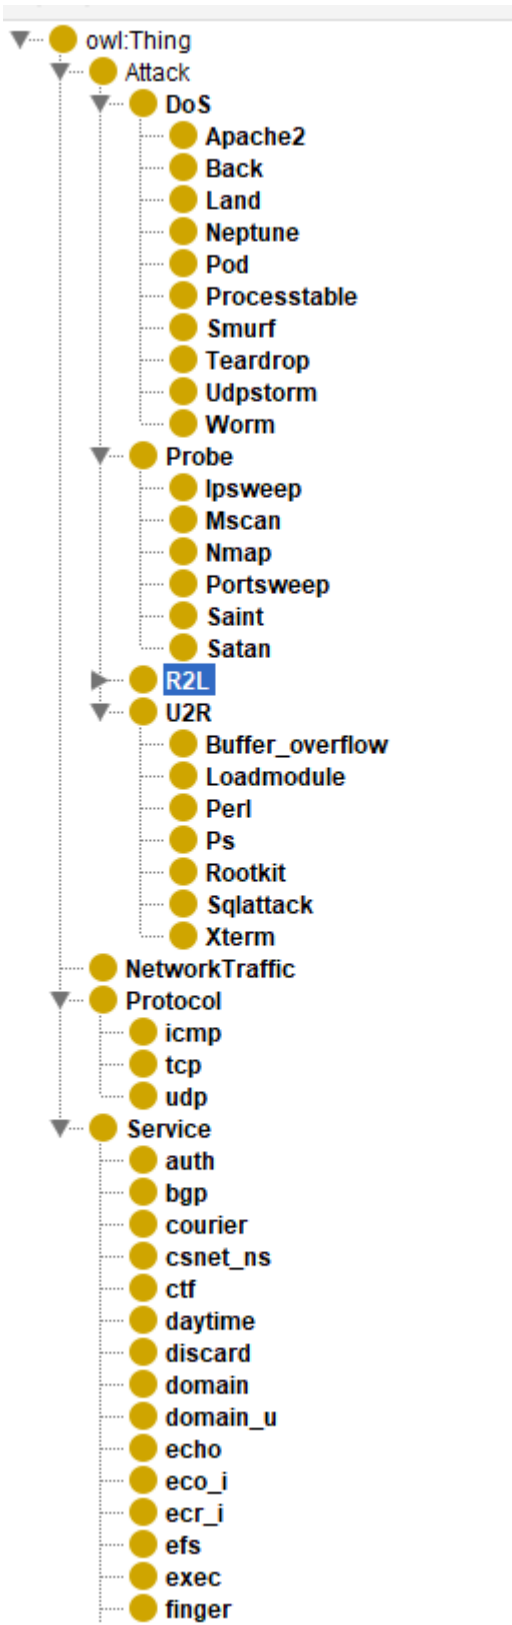 owl:Thing
Attack
DoS
Apache2
Back
Land
Neptune
Pod
Processtable
Smurf
Teardrop
Udpstorm
Worm
Probe
Ipsweep
Mscan
Nmap
Portsweep
Saint
Satan
R2L
U2R
Buffer_overflow
Loadmodule
Perl
Ps
Rootkit
Sqlattack
Xterm
NetworkTraffic
Protocol
icmp
tcp
udp
Service
auth
bgp
courier
csnet_ns
ctf
daytime
discard
domain
domain_u
echo
eco_i
ecr_i
efs
exec
finger